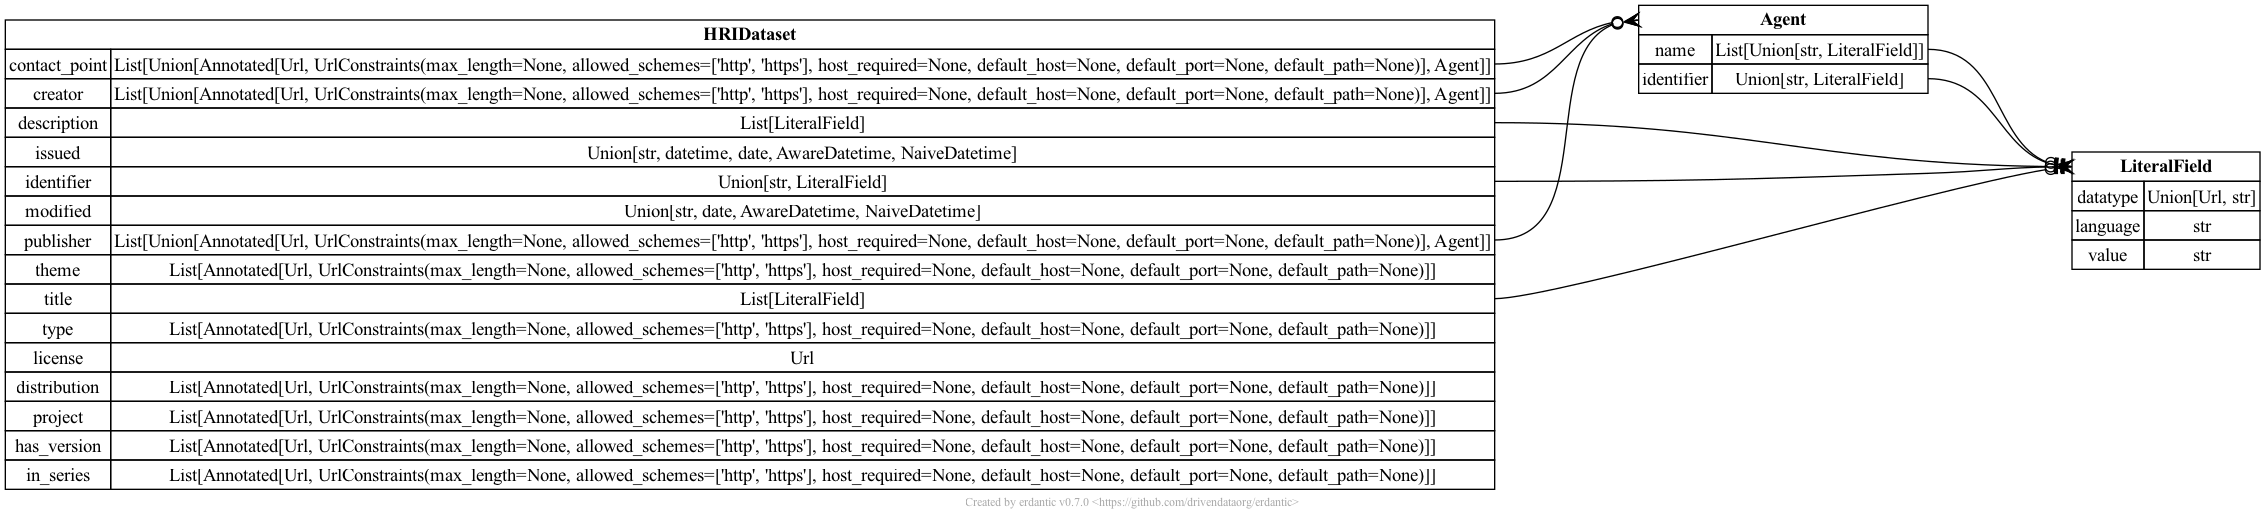 HRIDataset
contact_point List[Union[Annotated[Url, UrlConstraints(max_length=None, allowed_schemes=['http', 'https'], host_required=None, default_host=None, default_port=None, default_path=None)], Agent]]
creator List[Union[Annotated[Url, UrlConstraints(max_length=None, allowed_schemes=['http', 'https'], host_required=None, default_host=None, default_port=None, default_path=None)], Agent]]
description List[LiteralField]
issued Union[str, datetime, date, AwareDatetime, NaiveDatetime]
identifier Union[str, LiteralField]
modified Union[str, date, AwareDatetime, NaiveDatetime]
publisher List[Union[Annotated[Url, UrlConstraints(max_length=None, allowed_schemes=['http', 'https'], host_required=None, default_host=None, default_port=None, default_path=None)], Agent]]
theme List[Annotated[Url, UrlConstraints(max_length=None, allowed_schemes=['http', 'https'], host_required=None, default_host=None, default_port=None, default_path=None)]]
title List[LiteralField]
type List[Annotated[Url, UrlConstraints(max_length=None, allowed_schemes=['http', 'https'], host_required=None, default_host=None, default_port=None, default_path=None)]]
license Url
distribution List[Annotated[Url, UrlConstraints(max_length=None, allowed_schemes=['http', 'https'], host_required=None, default_host=None, default_port=None, default_path=None)]]
project List[Annotated[Url, UrlConstraints(max_length=None, allowed_schemes=['http', 'https'], host_required=None, default_host=None, default_port=None, default_path=None)]]
has_version List[Annotated[Url, UrlConstraints(max_length=None, allowed_schemes=['http', 'https'], host_required=None, default_host=None, default_port=None, default_path=None)]]
in_series List[Annotated[Url, UrlConstraints(max_length=None, allowed_schemes=['http', 'https'], host_required=None, default_host=None, default_port=None, default_path=None)]]
Agent
name List[Union[str, LiteralField]]
identifier Union[str, LiteralField]
LiteralField
datatype Union[Url, str]
language str
value str
Created by erdantic v0.7.0 <https://github.com/drivendataorg/erdantic>